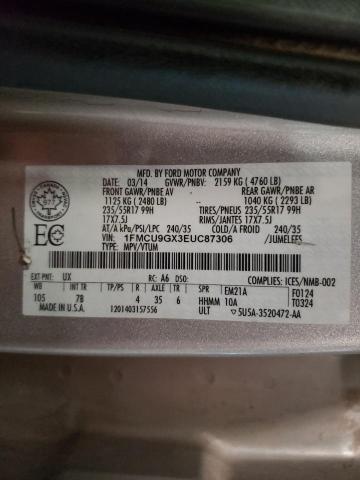 MFD. BY FORD MOTOR COMPANY
DATE: 03/14 GVWR/PNBV: 2159 KG ( 4760 LB)
FRONT GAWR/PNBE AV REAR GAWR/PNBE AR
1125 KG ( 2480 LB) 1040 KG ( 2293 LB)
235/55R17 99H TIRES/PNEUS 235/55R17 99H
17X7.5J RIMS/JANTES 17X7.5J
AT/A kPa/PSI/LPC 240/35 240/35
VIN: 1FMCU9GX3EUC87306 /JUMELEES
TYPE: MPV/VTUM
EC
977
EXT PNT: UX RC: A6 DSO: COMPLIES: ICES/NMB-002
WB INT TR TP/PS R AXLE TR SPR EM21A F0124
105 7B 4 35 6 HHMM 10A T0324
MADE IN U.S.A. 1201403157556 ULT 5U5A-3520472-AA